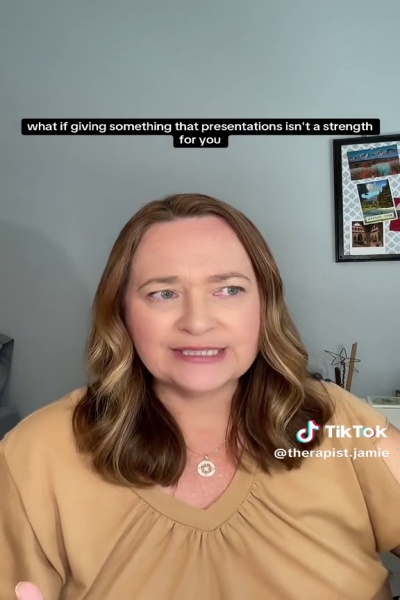 what if giving something that presentations isn't a strength
for you
TikTok
@therapist.jamie